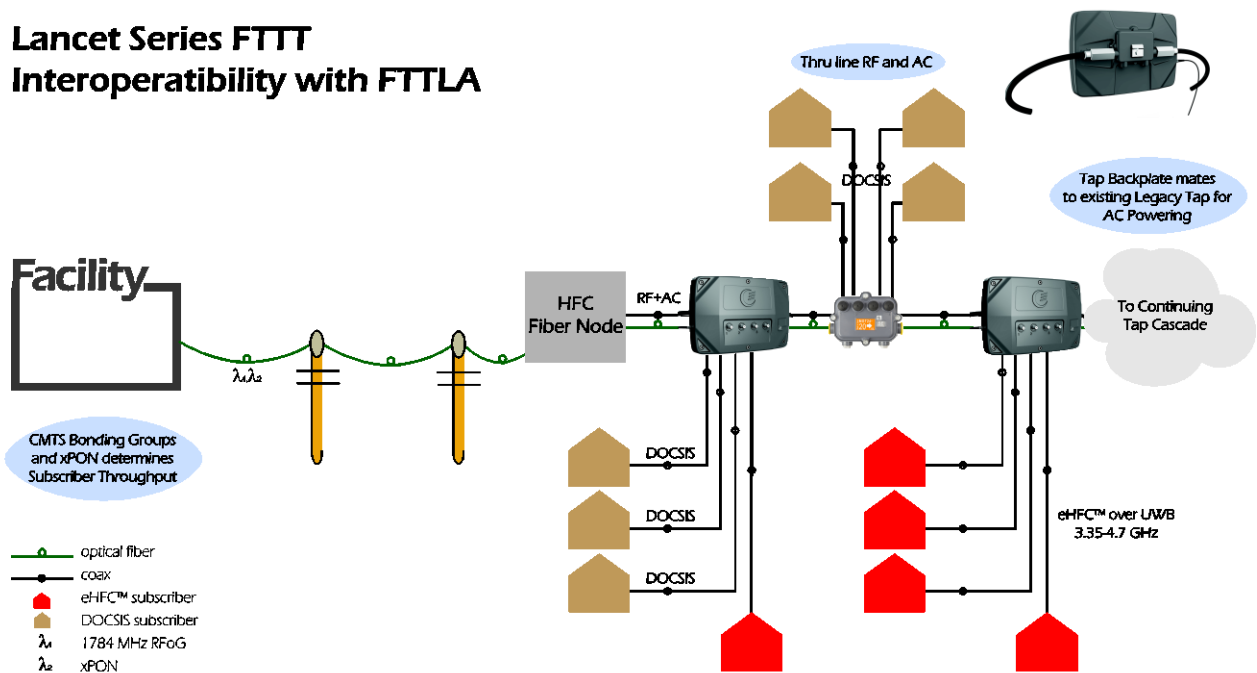 Lancet Series FTTT
Interoperatibility with FTTLA
Thru line RF and AC
DOCSIS
Tap Backplate mates
to existing Legacy Tap for
AC Powering
Facility
λ₁,λ₂
HFC
Fiber Node
RF+AC
To Continuing
Tap Cascade
CMTS Bonding Groups
and xPON determines
Subscriber Throughput
DOCSIS
DOCSIS
DOCSIS
eHFC™ over UWB
3.35-4.7 GHz
optical fiber
coax
eHFC™ subscriber
DOCSIS subscriber
λ₁ 1784 MHz RFoG
λ₂ xPON